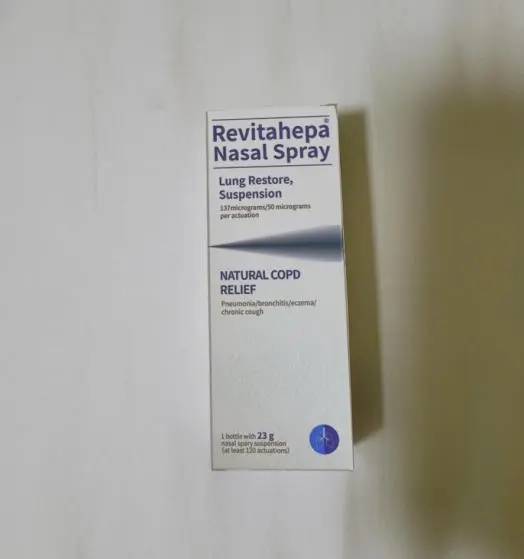 Revitahepa®
Nasal Spray
Lung Restore,
Suspension
137micrograms/50 micrograms
per actuation
NATURAL COPD
RELIEF
Pneumonia/bronchitis/eczema/
chronic cough
1 bottle with 23 g
nasal spary suspension
(at least 120 actuations)